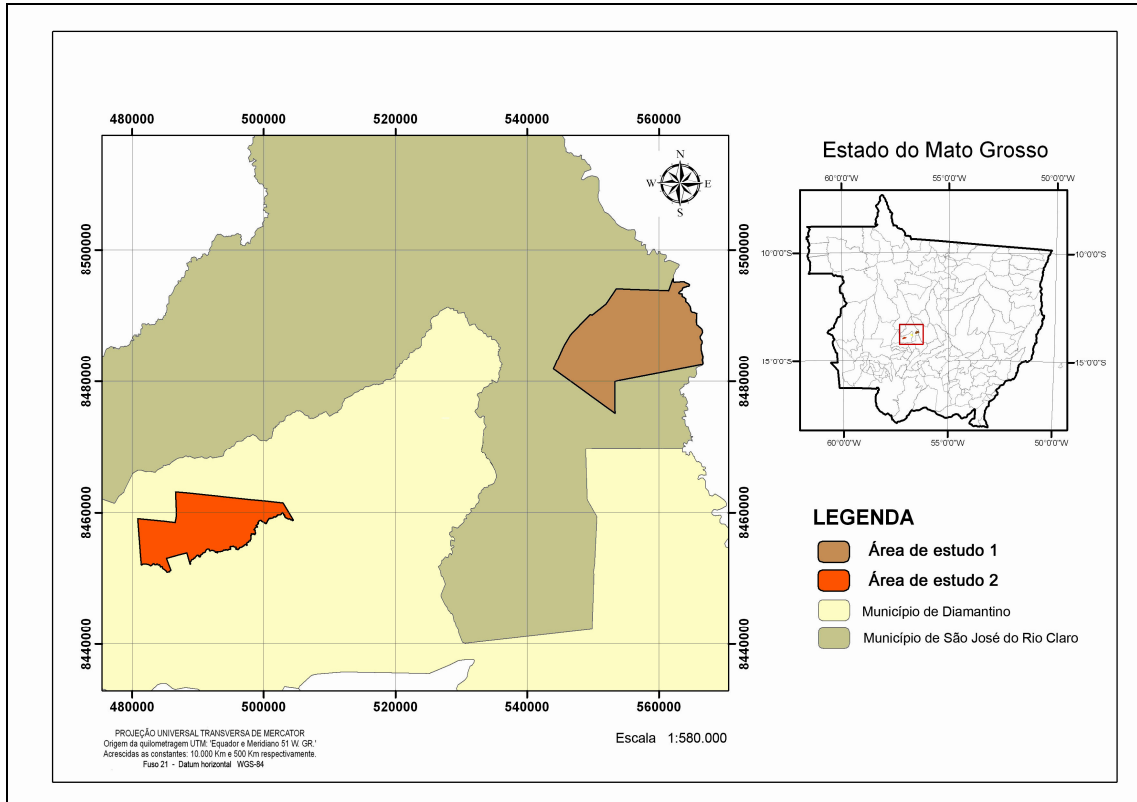 480000 500000 520000 540000 560000
N
W E
S
8500000 8500000
8480000 8480000
8460000 8460000
8440000 8440000
480000 500000 520000 540000 560000
PROJEÇÃO UNIVERSAL TRANSVERSA DE MERCATOR
Origem da quilometragem UTM: 'Equador e Meridiano 51 W. GR.'
Acrescidas as constantes: 10.000 Km e 500 Km respectivamente.
Fuso 21 - Datum horizontal WGS-84
Escala 1:580.000
Estado do Mato Grosso
60°0'0"W 55°0'0"W 50°0'0"W
10°0'0"S 10°0'0"S
15°0'0"S 15°0'0"S
60°0'0"W 55°0'0"W 50°0'0"W
LEGENDA
Área de estudo 1
Área de estudo 2
Município de Diamantino
Município de São José do Rio Claro